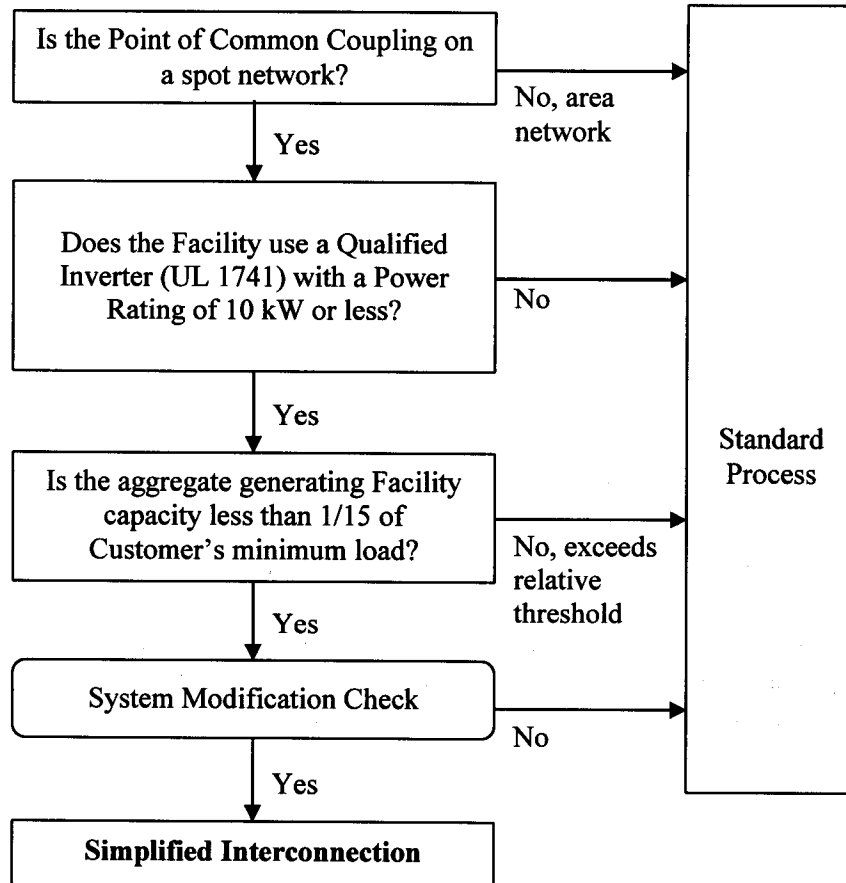 Is the Point of Common Coupling on
a spot network?
No, area
network
Yes
Does the Facility use a Qualified
Inverter (UL 1741) with a Power
Rating of 10 kW or less?
No
Yes
Is the aggregate generating Facility
capacity less than 1/15 of
Customer's minimum load?
No, exceeds
relative
threshold
Yes
System Modification Check
No
Yes
Simplified Interconnection
Standard
Process